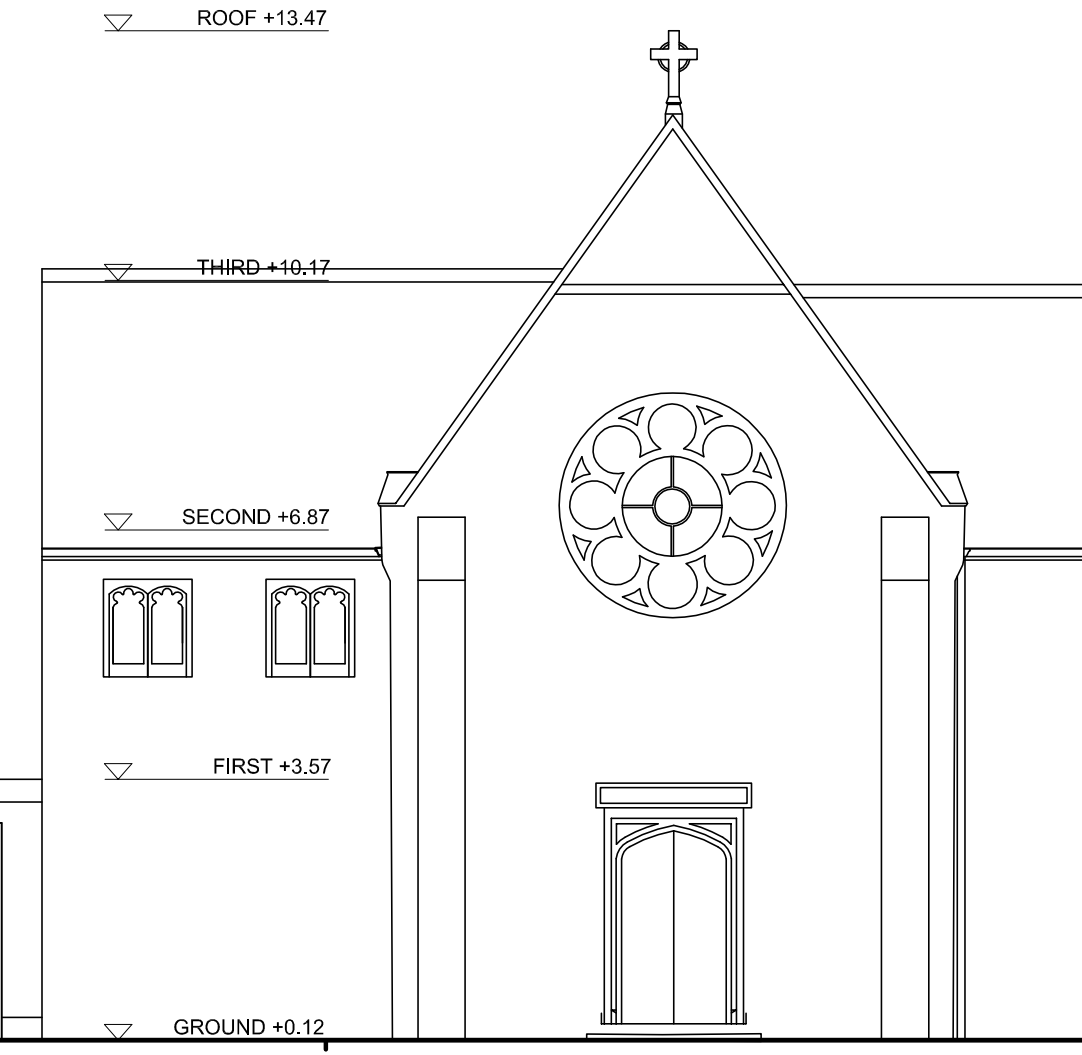 ROOF +13.47
THIRD +10.17
SECOND +6.87
FIRST +3.57
GROUND +0.12